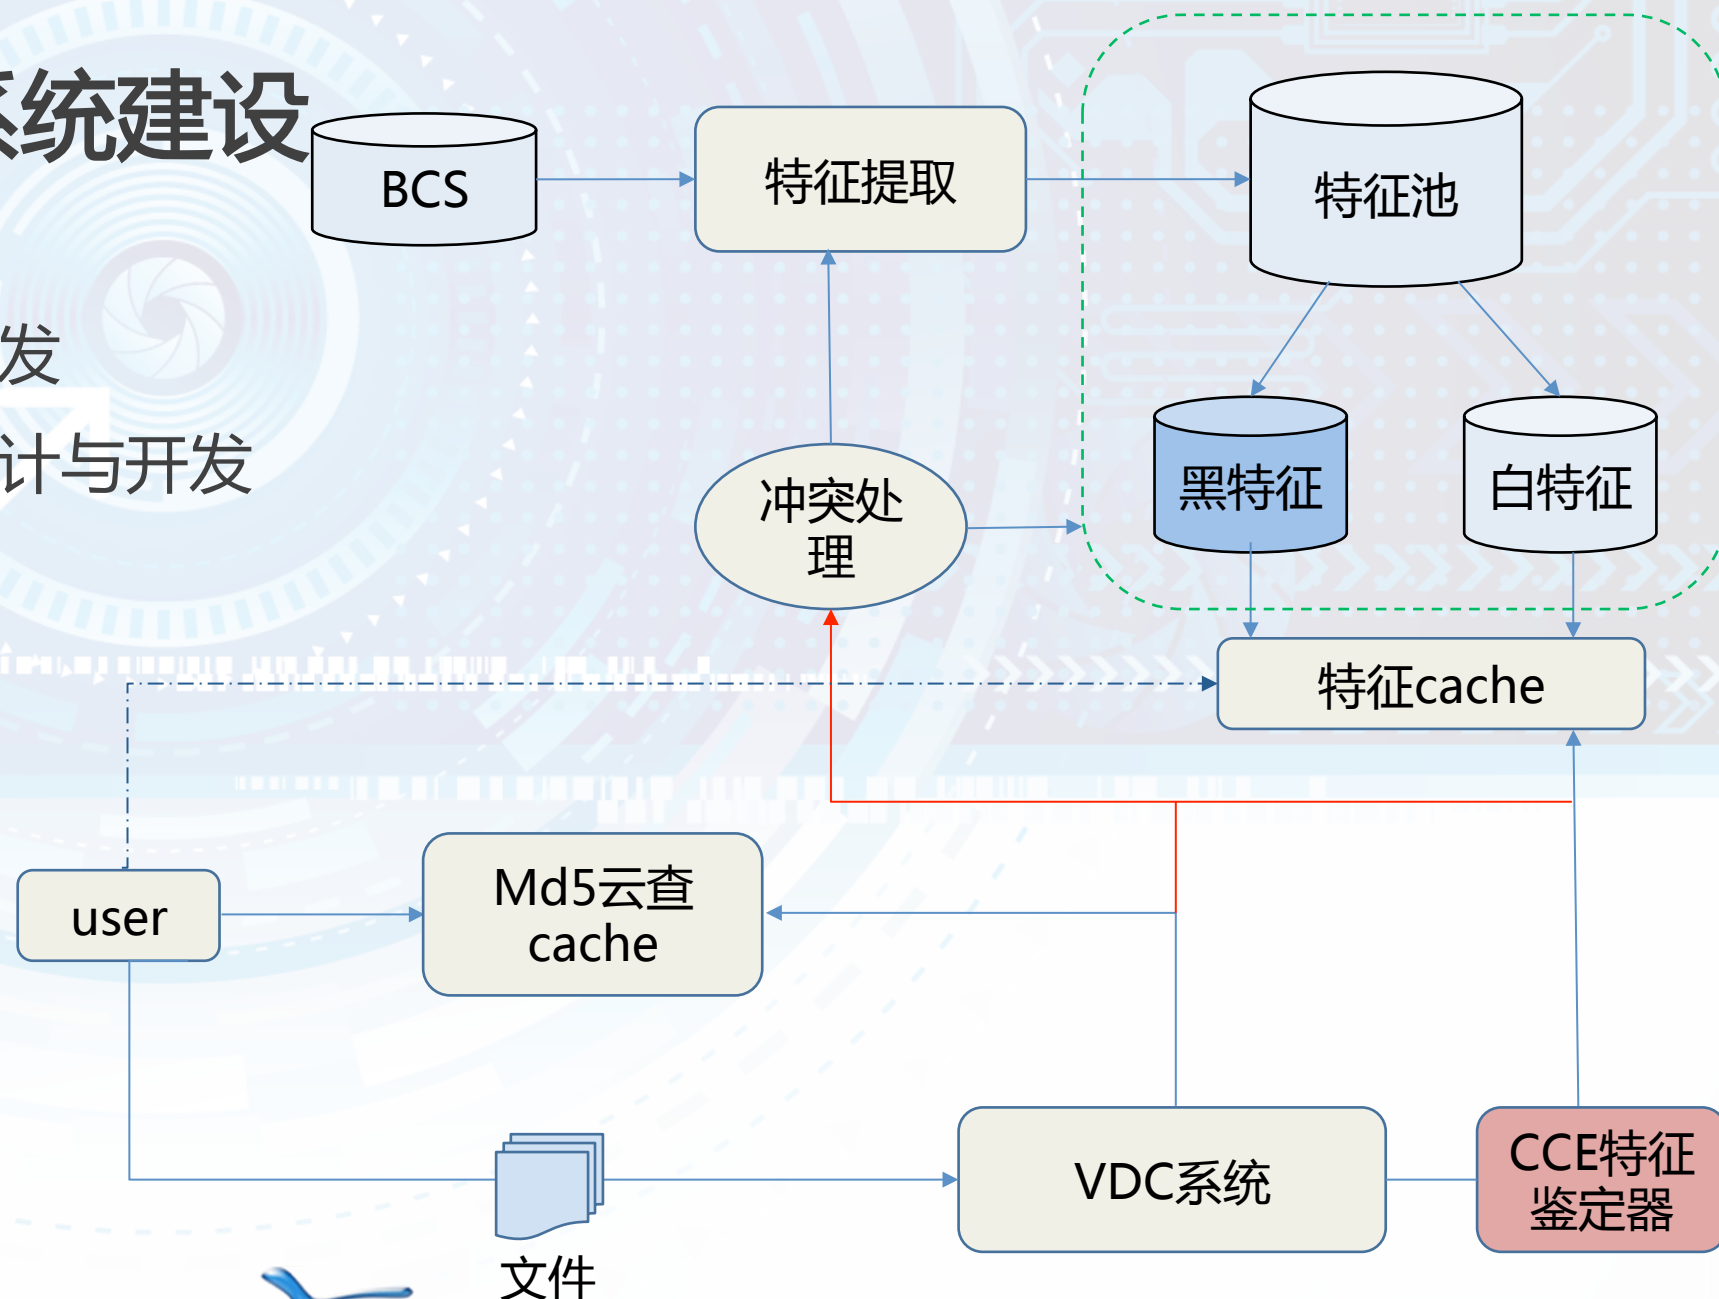 系统建设
BCS
特征提取
特征池
发
计与开发
冲突处
理
黑特征
白特征
特征cache
user
Md5云查
cache
VDC系统
CCE特征
鉴定器
文件